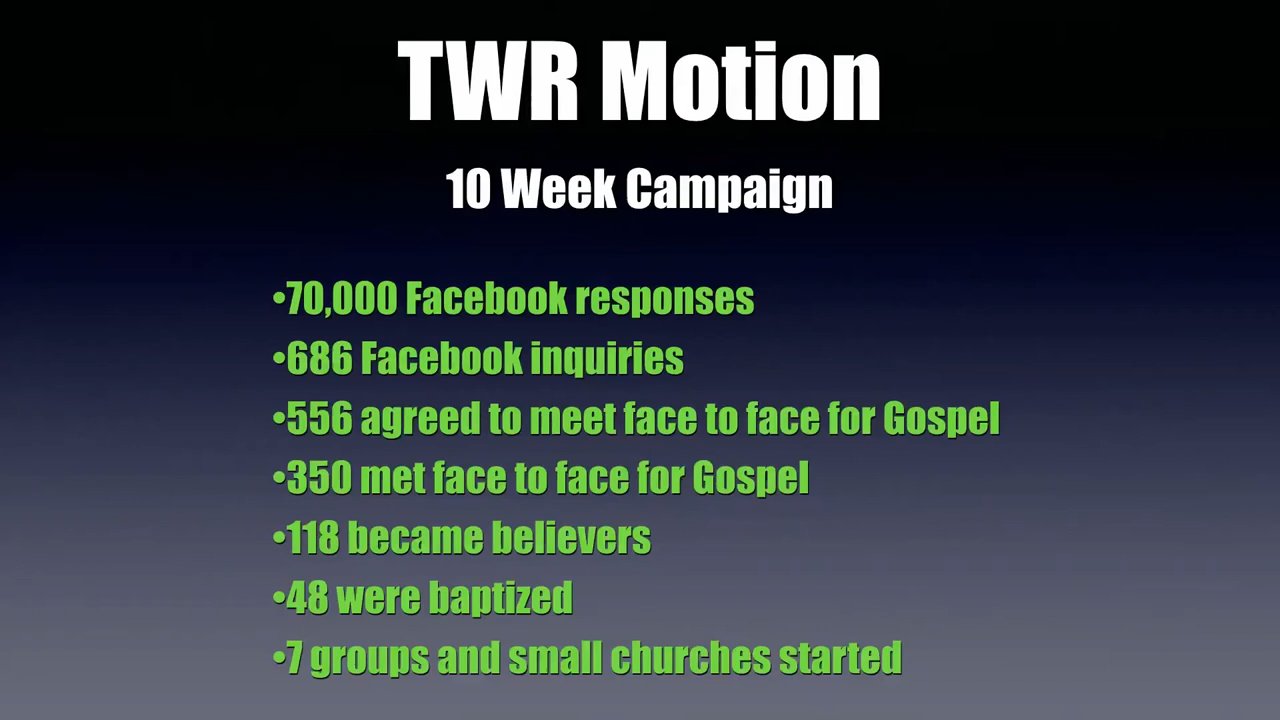 TWR Motion
10 Week Campaign
•70,000 Facebook responses
•686 Facebook inquiries
•556 agreed to meet face to face for Gospel
•350 met face to face for Gospel
•118 became believers
•48 were baptized
•7 groups and small churches started